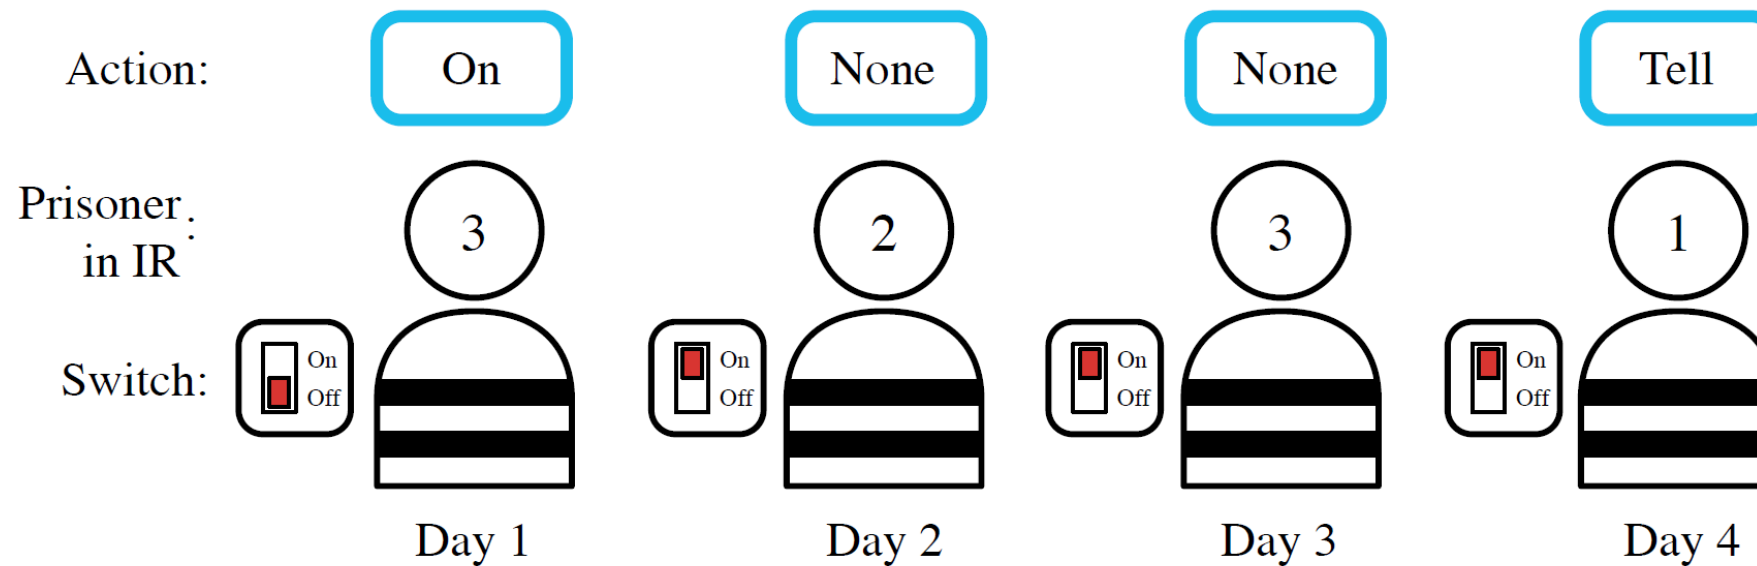 Action: On None None Tell
Prisoner
in IR : 3 2 3 1
Switch: On On On On
Off Off Off Off
Day 1 Day 2 Day 3 Day 4